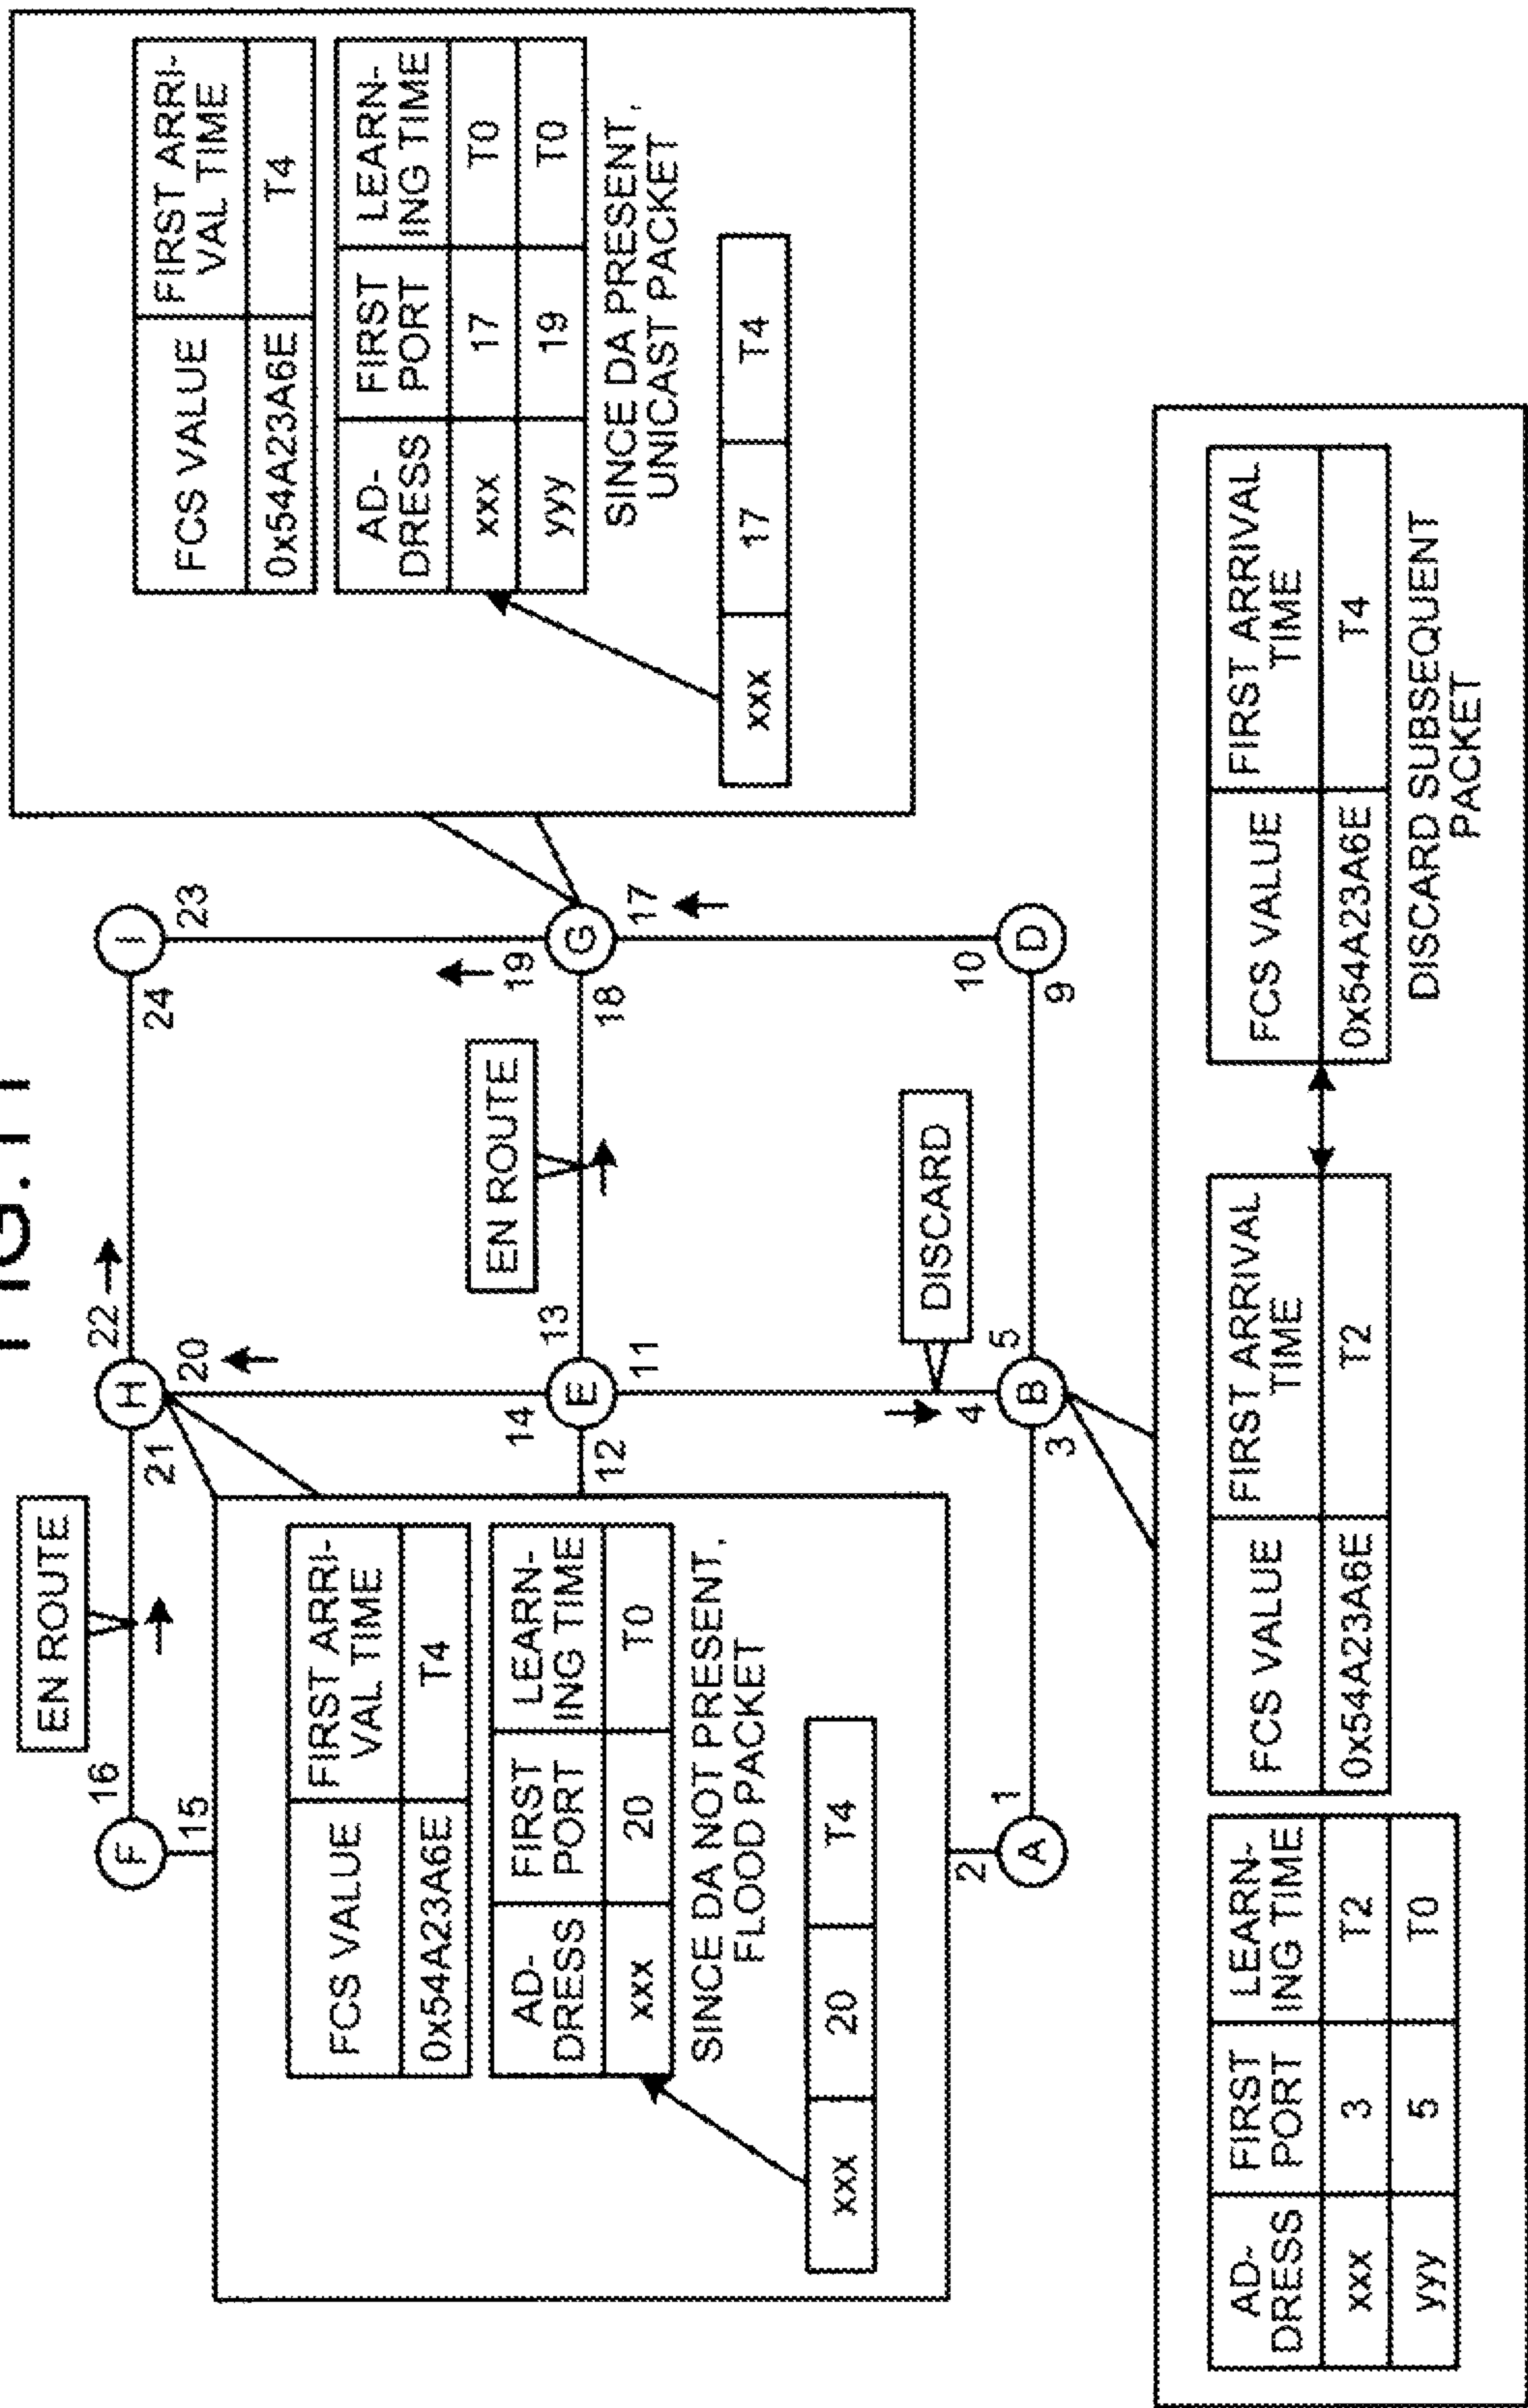 FIG. 11
EN ROUTE
F
16
15
21
H
22
20
24
I
23
EN ROUTE
14
E
13
12
11
19
G
17
18
DISCARD
2
A
1
4
B
5
3
10
D
9
FCS VALUE FIRST ARRI-
VAL TIME
0x54A23A6E T4
AD-
DRESS FIRST
PORT LEARN-
ING TIME
xxx 20 T0
SINCE DA NOT PRESENT,
FLOOD PACKET
xxx 20 T4
FCS VALUE FIRST ARRI-
VAL TIME
0x54A23A6E T4
AD-
DRESS FIRST
PORT LEARN-
ING TIME
xxx 17 T0
yyy 19 T0
SINCE DA PRESENT,
UNICAST PACKET
xxx 17 T4
AD-
DRESS FIRST
PORT LEARN-
ING TIME
xxx 3 T2
yyy 5 T0
FCS VALUE FIRST ARRIVAL
TIME
0x54A23A6E T2
FCS VALUE FIRST ARRIVAL
TIME
0x54A23A6E T4
DISCARD SUBSEQUENT
PACKET